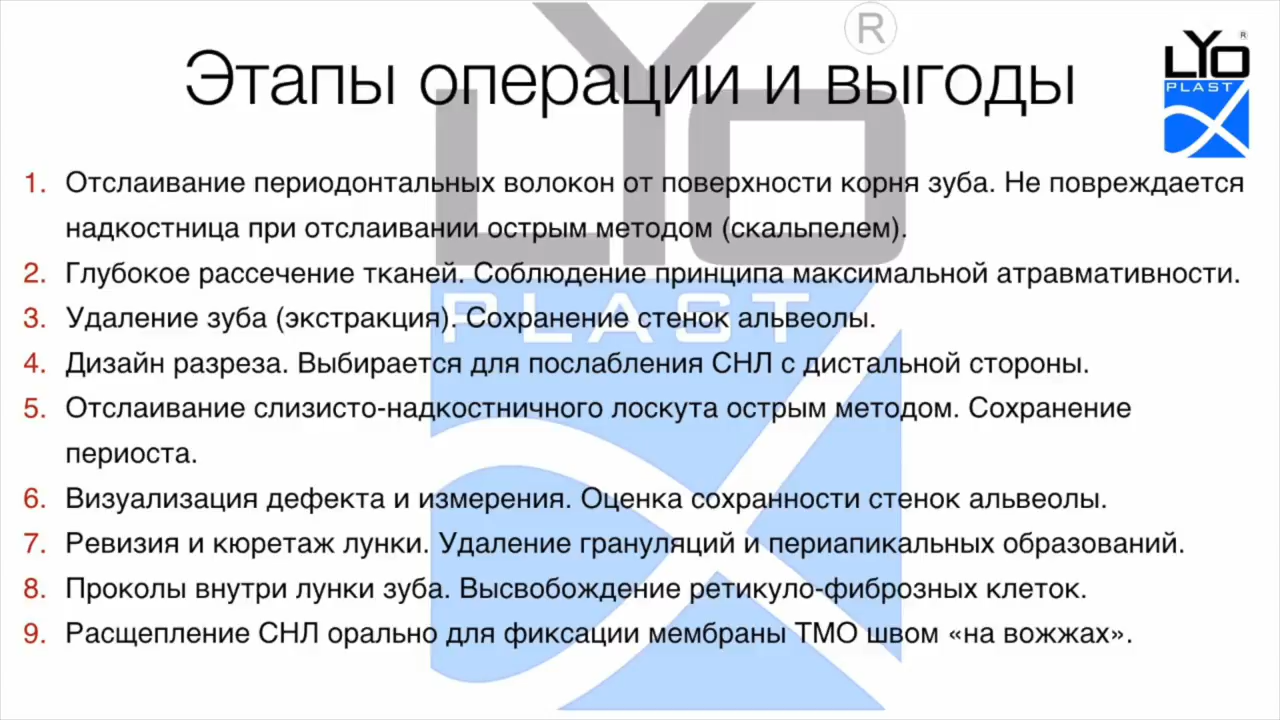 Этапы операции и выгоды
LYO
PLAST
®
1. Отслаивание периодонтальных волокон от поверхности корня зуба. Не повреждается
надкостница при отслаивании острым методом (скальпелем).
2. Глубокое рассечение тканей. Соблюдение принципа максимальной атравмативности.
3. Удаление зуба (экстракция). Сохранение стенок альвеолы.
4. Дизайн разреза. Выбирается для послабления СНЛ с дистальной стороны.
5. Отслаивание слизисто-надкостничного лоскута острым методом. Сохранение
периоста.
6. Визуализация дефекта и измерения. Оценка сохранности стенок альвеолы.
7. Ревизия и кюретаж лунки. Удаление грануляций и периапикальных образований.
8. Проколы внутри лунки зуба. Высвобождение ретикуло-фиброзных клеток.
9. Расщепление СНЛ орально для фиксации мембраны ТМО швом «на вожжах».
LYO
PLAST
®